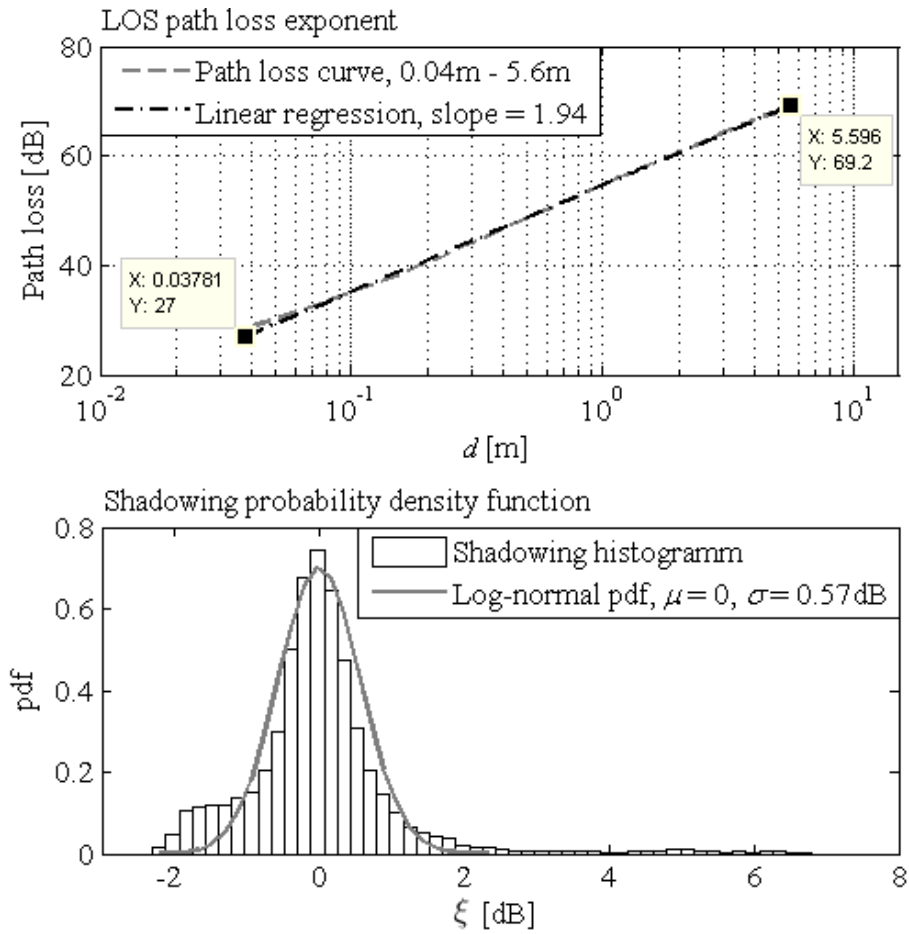 LOS path loss exponent
80
60
40
20
Path loss [dB]
Path loss curve, 0.04m - 5.6m
Linear regression, slope = 1.94
X: 5.596
Y: 69.2
X: 0.03781
Y: 27
10^-2
10^-1
10^0
10^1
d [m]
Shadowing probability density function
0.8
0.6
0.4
0.2
0
pdf
Shadowing histogramm
Log-normal pdf, μ = 0, σ = 0.57dB
-2
0
2
4
6
8
ξ [dB]